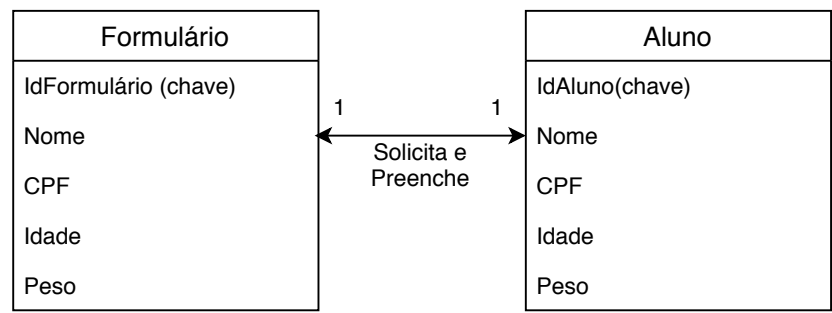 Formulário
IdFormulário (chave)
Nome
CPF
Idade
Peso
1
1
Solicita e
Preenche
Aluno
IdAluno(chave)
Nome
CPF
Idade
Peso